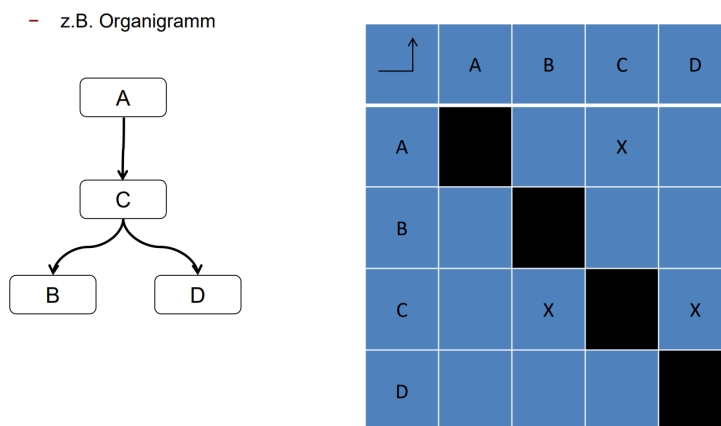 – z.B. Organigramm
A
C
B D
A B C D
A X
B
C X X
D